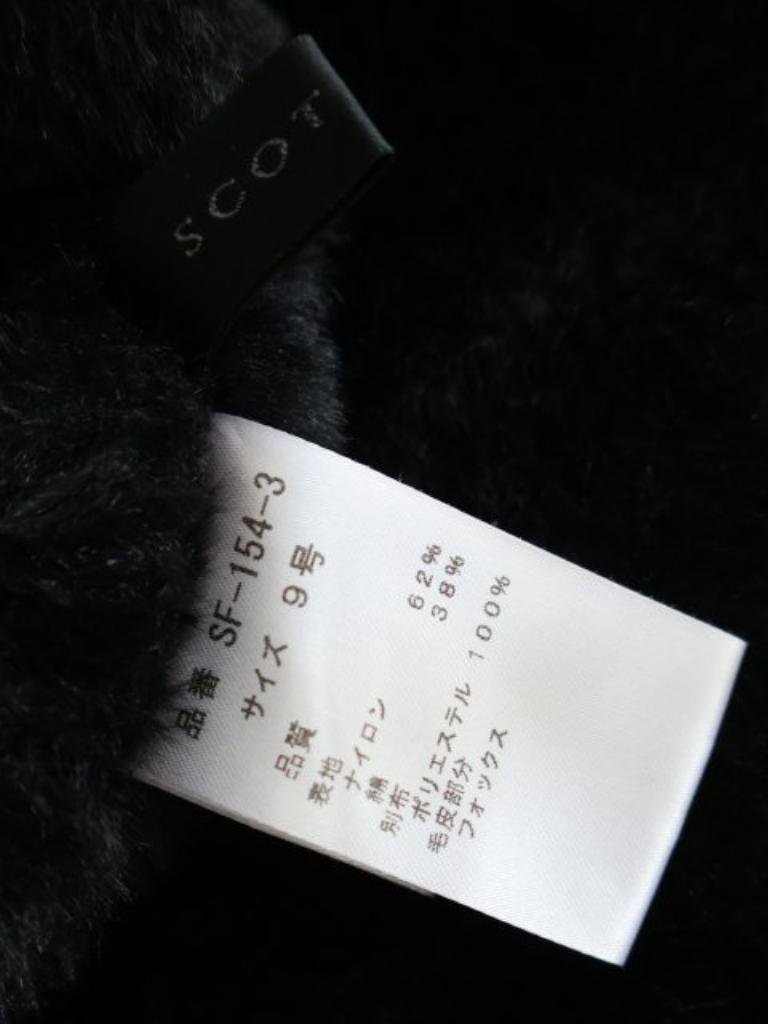 SCOT
品番 SF-154-3
サイズ 9号
品質
表地
ナイロン 62%
綿 38%
別布
ポリエステル 100%
毛皮部分
フォックス